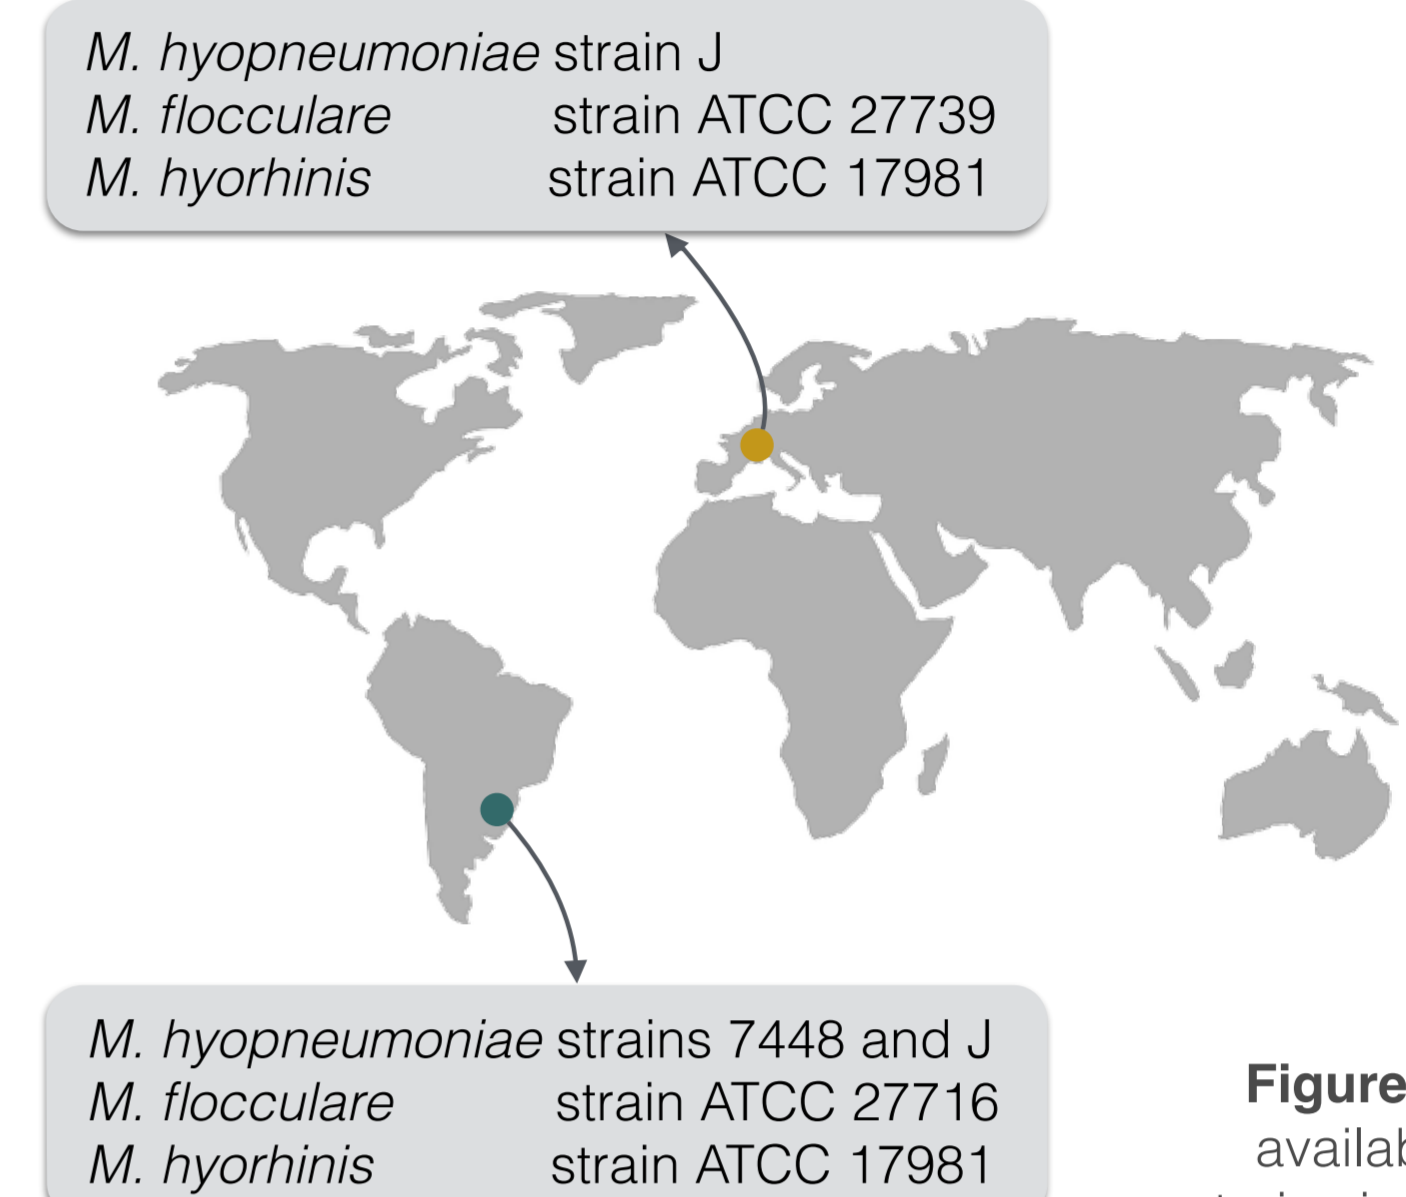 M. hyopneumoniae strain J
M. flocculare strain ATCC 27739
M. hyorhinis strain ATCC 17981
M. hyopneumoniae strains 7448 and J
M. flocculare strain ATCC 27716
M. hyorhinis strain ATCC 17981
Figure
availab